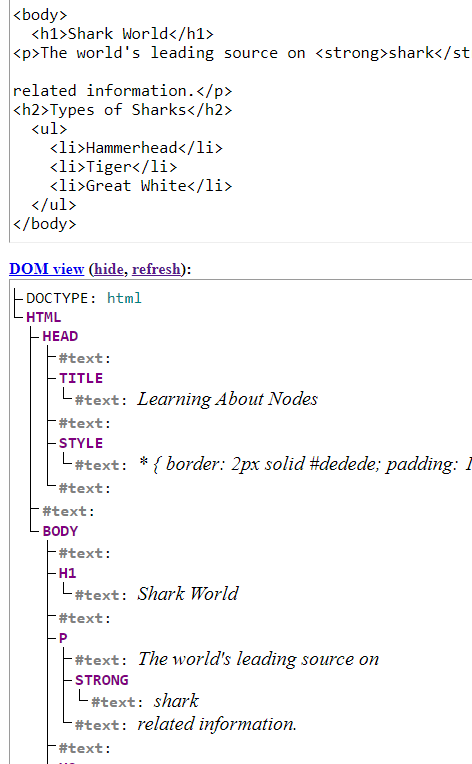 <body>
<h1>Shark World</h1>
<p>The world's leading source on <strong>shark</st
related information.</p>
<h2>Types of Sharks</h2>
<ul>
<li>Hammerhead</li>
<li>Tiger</li>
<li>Great White</li>
</ul>
</body>
DOM view (hide, refresh):
DOCTYPE: html
HTML
HEAD
#text:
TITLE
#text: Learning About Nodes
#text:
STYLE
#text: * { border: 2px solid #dedede; padding: 1
#text:
#text:
BODY
#text:
H1
#text: Shark World
#text:
P
#text: The world's leading source on
STRONG
#text: shark
#text: related information.
#text: